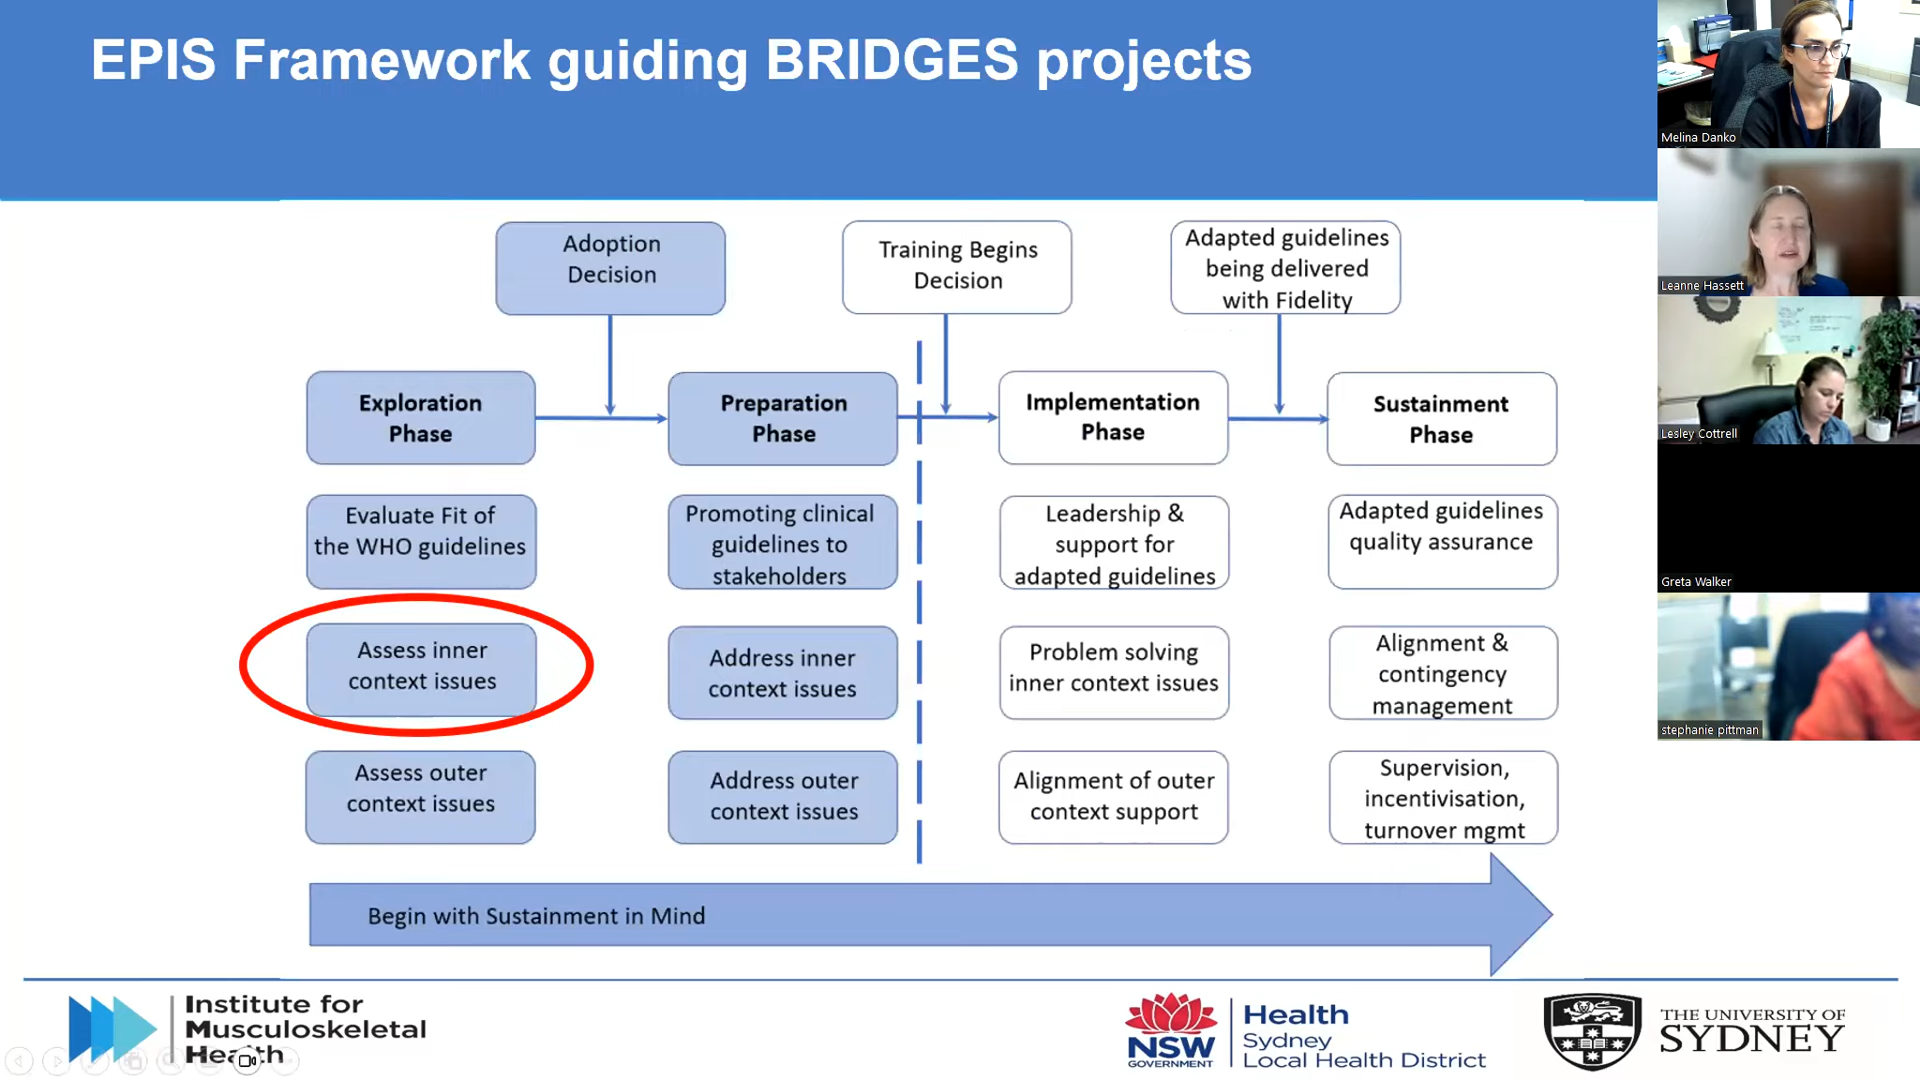 EPIS Framework guiding BRIDGES projects
Adoption
Decision
Training Begins
Decision
Adapted guidelines
being delivered
with Fidelity
Exploration
Phase
Preparation
Phase
Implementation
Phase
Sustainment
Phase
Evaluate Fit of
the WHO guidelines
Promoting clinical
guidelines to
stakeholders
Leadership &
support for
adapted guidelines
Adapted guidelines
quality assurance
Assess inner
context issues
Address inner
context issues
Problem solving
inner context issues
Alignment &
contingency
management
Assess outer
context issues
Address outer
context issues
Alignment of outer
context support
Supervision,
incentivisation,
turnover mgmt
Begin with Sustainment in Mind
Institute for
Musculoskeletal
Health
NSW
GOVERNMENT
Health
Sydney
Local Health District
THE UNIVERSITY OF
SYDNEY
Melina Danko
Leanne Hassett
Lesley Cottrell
Greta Walker
stephanie pittman